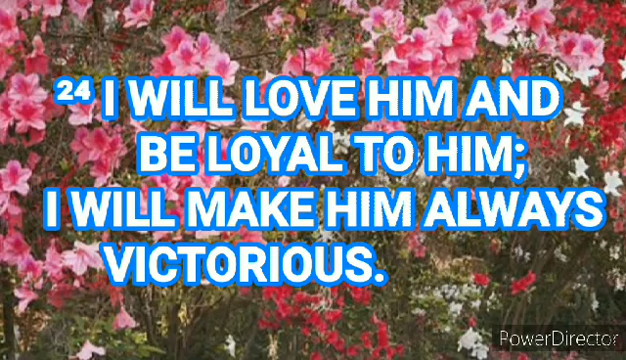 ²⁴ I WILL LOVE HIM AND
BE LOYAL TO HIM;
I WILL MAKE HIM ALWAYS
VICTORIOUS.
PowerDirector